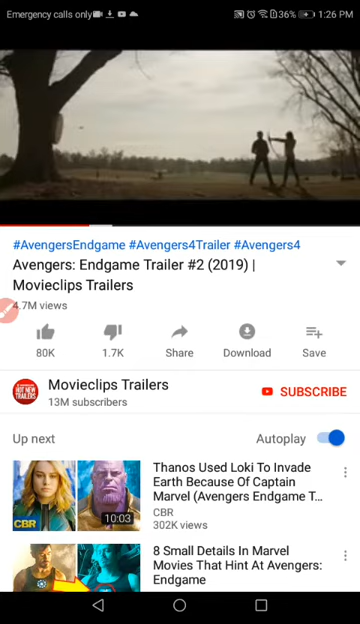 Emergency calls only 36% 1:26 PM
#AvengersEndgame #Avengers4Trailer #Avengers4
Avengers: Endgame Trailer #2 (2019) |
Movieclips Trailers
4.7M views
80K 1.7K Share Download Save
HOT NEW
TRAILERS
Movieclips Trailers
13M subscribers
SUBSCRIBE
Up next Autoplay
CBR
10:03
Thanos Used Loki To Invade
Earth Because Of Captain
Marvel (Avengers Endgame T...
CBR
302K views
8 Small Details In Marvel
Movies That Hint At Avengers:
Endgame